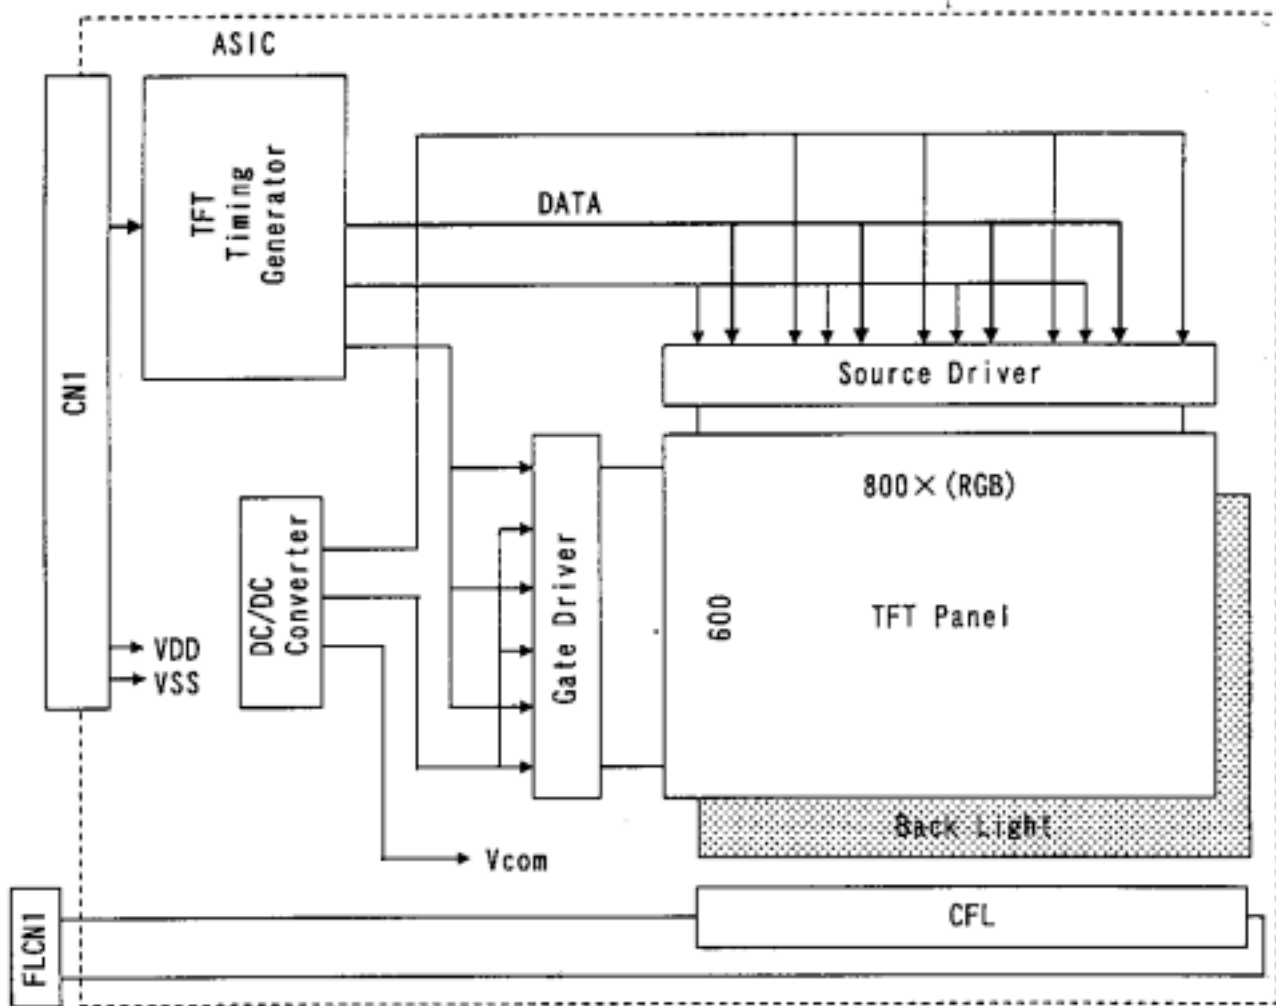 ASIC
TFT
Timing
Generator
DATA
CN1
Source Driver
800×(RGB)
DC/DC
Converter
Gate Driver
600
TFT Panel
VDD
VSS
Back Light
Vcom
CFL
FLCN1